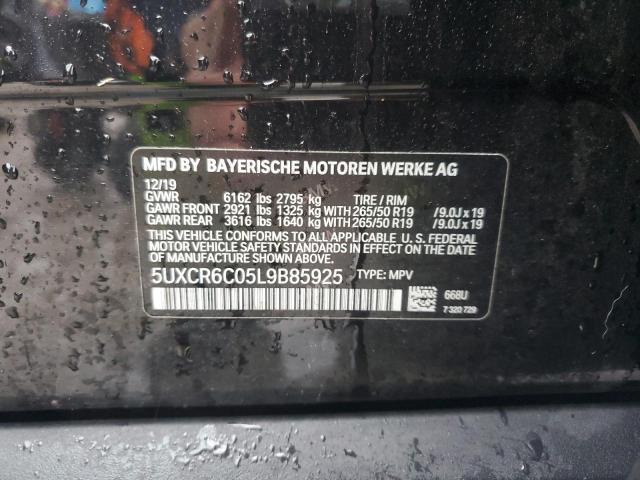 MFD BY BAYERISCHE MOTOREN WERKE AG
12/19
GVWR 6162 lbs 2795 kg TIRE / RIM
GAWR FRONT 2921 lbs 1325 kg WITH 265/50 R19 /9.0J x 19
GAWR REAR 3616 lbs 1640 kg WITH 265/50 R19 /9.0J x 19
THIS VEHICLE CONFORMS TO ALL APPLICABLE U. S. FEDERAL
MOTOR VEHICLE SAFETY STANDARDS IN EFFECT ON THE
DATE OF MANUFACTURE SHOWN ABOVE.
5UXCR6C05L9B85925 TYPE: MPV
668U
7 320 729